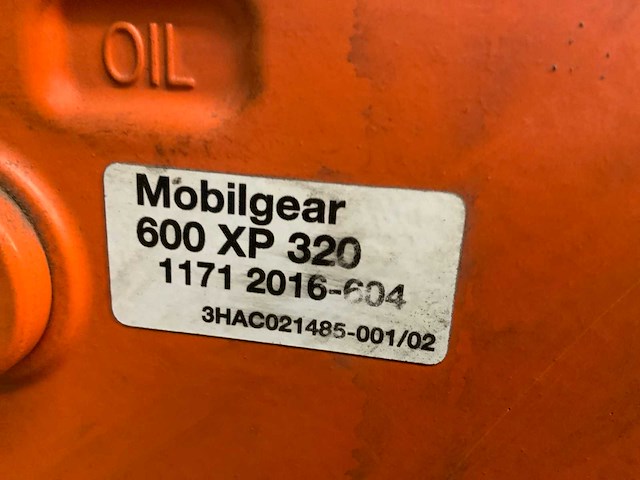 OIL
Mobilgear
600 XP 320
1171 2016-604
3HAC021485-001/02